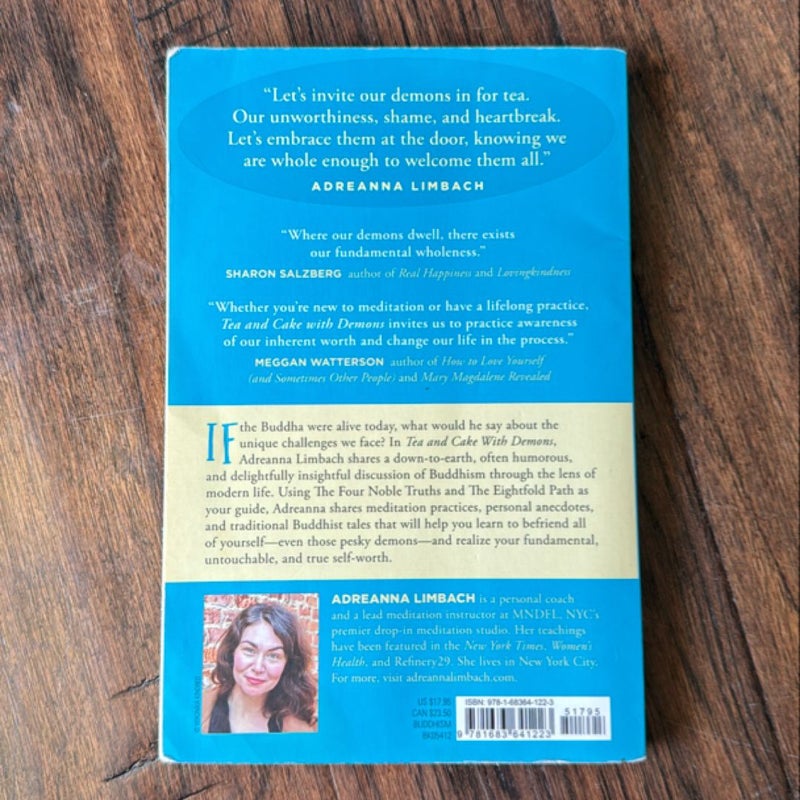 “Let’s invite our demons in for tea.
Our unworthiness, shame, and heartbreak.
Let’s embrace them at the door, knowing we
are whole enough to welcome them all.”
ADREANNA LIMBACH
“Where our demons dwell, there exists
our fundamental wholeness.”
SHARON SALZBERG author of Real Happiness and Lovingkindness
“Whether you’re new to meditation or have a lifelong practice,
Tea and Cake with Demons invites us to practice awareness
of our inherent worth and change our life in the process.”
MEGGAN WATTERSON author of How to Love Yourself
(and Sometimes Other People) and Mary Magdalene Revealed
IF the Buddha were alive today, what would he say about the
unique challenges we face? In Tea and Cake With Demons,
Adreanna Limbach shares a down-to-earth, often humorous,
and delightfully insightful discussion of Buddhism through the lens of
modern life. Using The Four Noble Truths and The Eightfold Path as
your guide, Adreanna shares meditation practices, personal anecdotes,
and traditional Buddhist tales that will help you learn to befriend all
of yourself—even those pesky demons—and realize your fundamental,
untouchable, and true self-worth.
ADREANNA LIMBACH is a personal coach
and a lead meditation instructor at MNDFL, NYC’s
premier drop-in meditation studio. Her teachings
have been featured in the New York Times, Women’s
Health, and Refinery29. She lives in New York City.
For more, visit adreannalimbach.com.
US $17.95
CAN $23.50
BUDDHISM
BK05412
ISBN: 978-1-68364-122-3
51795
9 781683 641223